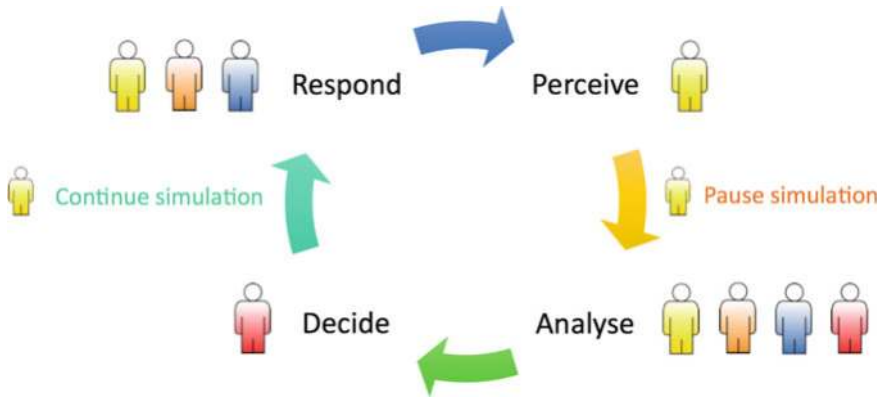 Respond
Perceive
Continue simulation
Pause simulation
Decide
Analyse